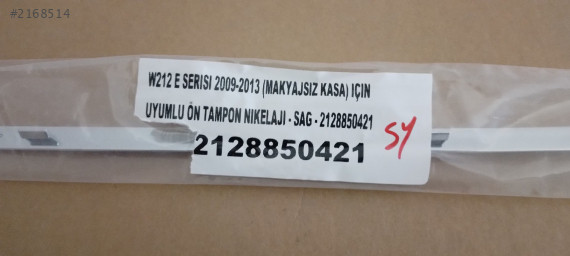 #2168514
W212 E SERISI 2009-2013 (MAKYAJSIZ KASA) IÇIN
UYUMLU ÖN TAMPON NIKELAJI - SAG - 2128850421
2128850421
SY